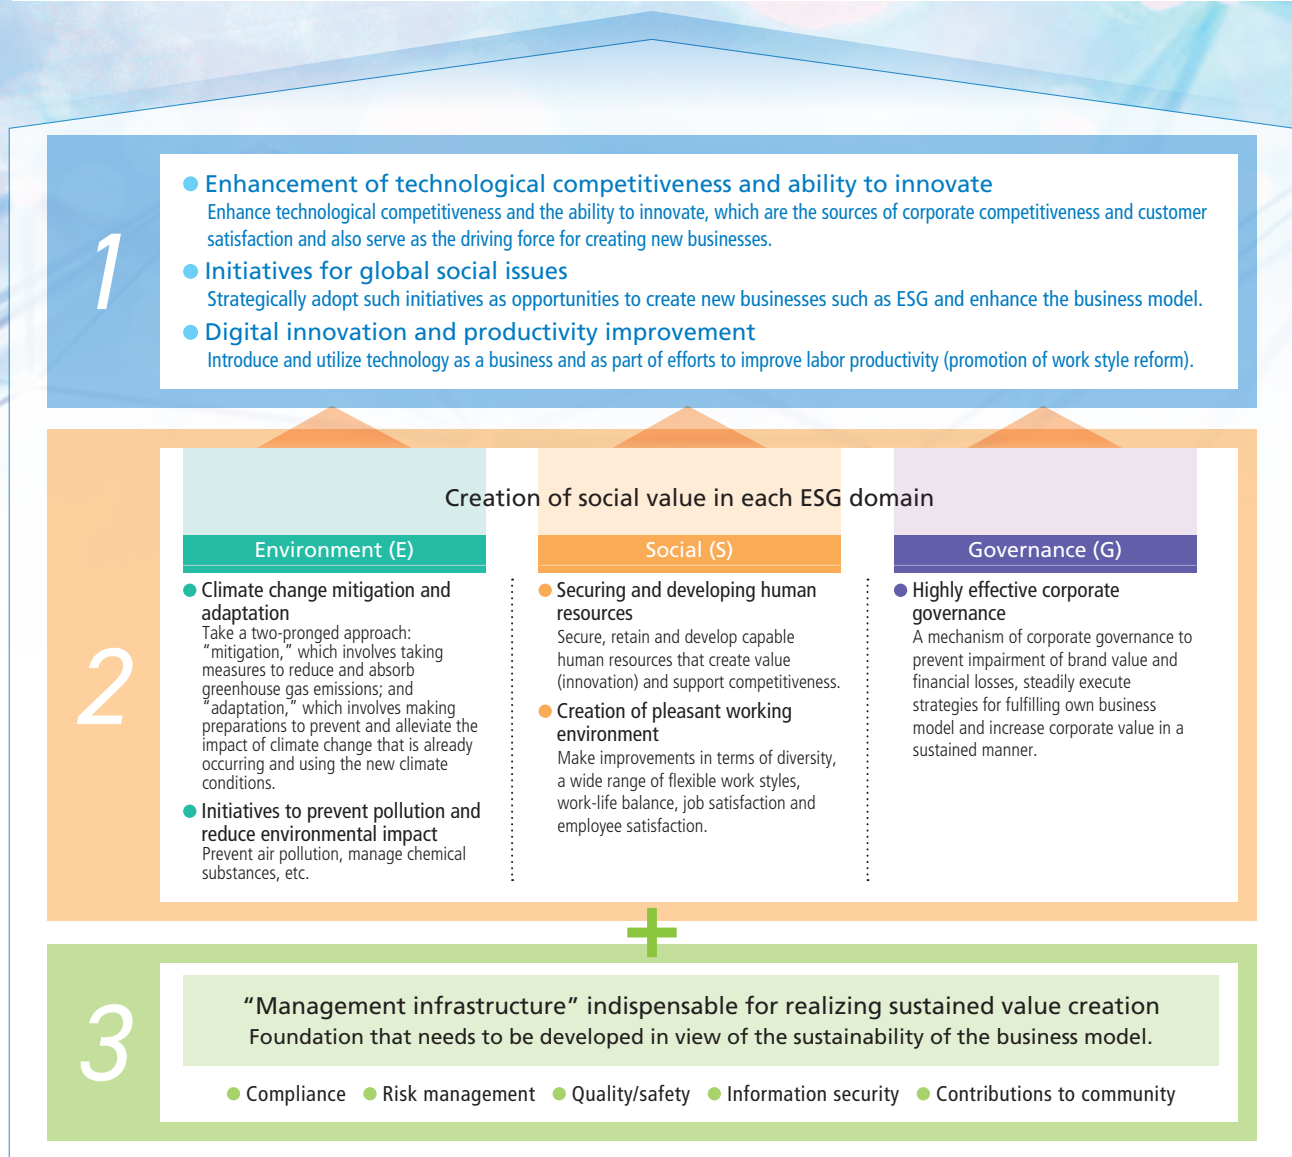 1
Enhancement of technological competitiveness and ability to innovate
Enhance technological competitiveness and the ability to innovate, which are the sources of corporate competitiveness and customer
satisfaction and also serve as the driving force for creating new businesses.
Initiatives for global social issues
Strategically adopt such initiatives as opportunities to create new businesses such as ESG and enhance the business model.
Digital innovation and productivity improvement
Introduce and utilize technology as a business and as part of efforts to improve labor productivity (promotion of work style reform).
2
Creation of social value in each ESG domain
Environment (E)
Climate change mitigation and
adaptation
Take a two-pronged approach:
“mitigation,” which involves taking
measures to reduce and absorb
greenhouse gas emissions; and
“adaptation,” which involves making
preparations to prevent and alleviate the
impact of climate change that is already
occurring and using the new climate
conditions.
Initiatives to prevent pollution and
reduce environmental impact
Prevent air pollution, manage chemical
substances, etc.
Social (S)
Securing and developing human
resources
Secure, retain and develop capable
human resources that create value
(innovation) and support competitiveness.
Creation of pleasant working
environment
Make improvements in terms of diversity,
a wide range of flexible work styles,
work-life balance, job satisfaction and
employee satisfaction.
Governance (G)
Highly effective corporate
governance
A mechanism of corporate governance to
prevent impairment of brand value and
financial losses, steadily execute
strategies for fulfilling own business
model and increase corporate value in a
sustained manner.
+
3
“Management infrastructure” indispensable for realizing sustained value creation
Foundation that needs to be developed in view of the sustainability of the business model.
Compliance Risk management Quality/safety Information security Contributions to community